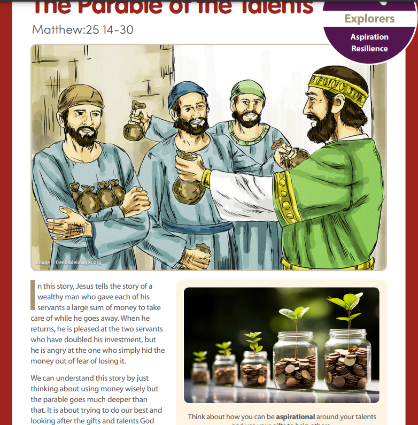 The Parable of the Talents
Matthew:25 14-30
Explorers
Aspiration
Resilience
In this story, Jesus tells the story of a
wealthy man who gave each of his
servants a large sum of money to take
care of while he goes away. When he
returns, he is pleased at the two servants
who have doubled his investment, but
he is angry at the one who simply hid the
money out of fear of losing it.
We can understand this story by just
thinking about using money wisely but
the parable goes much deeper than
that. It is about trying to do our best and
looking after the gifts and talents God
Think about how you can be aspirational around your talents